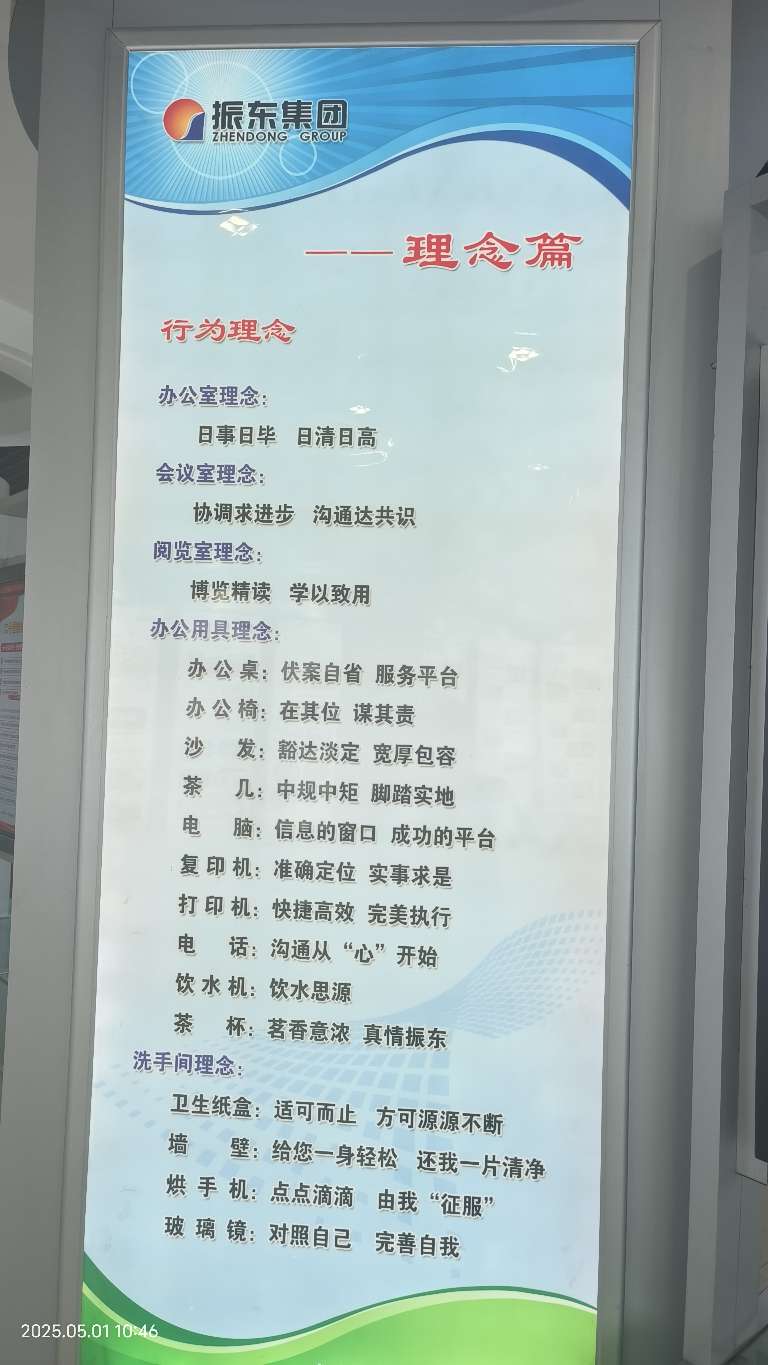 振东集团
ZHENDONG GROUP
——理念篇
行为理念
办公室理念:
日事日毕 日清日高
会议室理念:
协调求进步 沟通达共识
阅览室理念:
博览精读 学以致用
办公用具理念:
办公桌: 伏案自省 服务平台
办公椅: 在其位 谋其责
沙发: 豁达淡定 宽厚包容
茶几: 中规中矩 脚踏实地
电脑: 信息的窗口 成功的平台
复印机: 准确定位 实事求是
打印机: 快捷高效 完美执行
电话: 沟通从“心”开始
饮水机: 饮水思源
茶杯: 茗香意浓 真情振东
洗手间理念:
卫生纸盒: 适可而止 方可源源不断
墙壁: 给您一身轻松 还我一片清净
烘手机: 点点滴滴 由我“征服”
玻璃镜: 对照自己 完善自我
2025.05.01 10:46